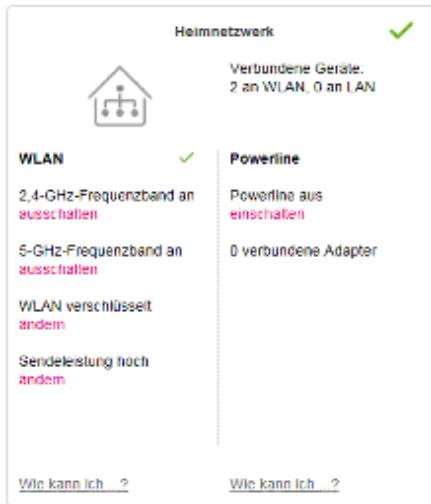 Heimnetzwerk
Verbundene Geräte:
2 an WLAN, 0 an LAN
WLAN
2,4-GHz-Frequenzband an
ausschalten
5-GHz-Frequenzband an
ausschalten
WLAN verschlüsselt
ändern
Sendeleistung hoch
ändern
Wie kann ich ...?
Powerline
Powerline aus
einschalten
0 verbundene Adapter
Wie kann ich ...?